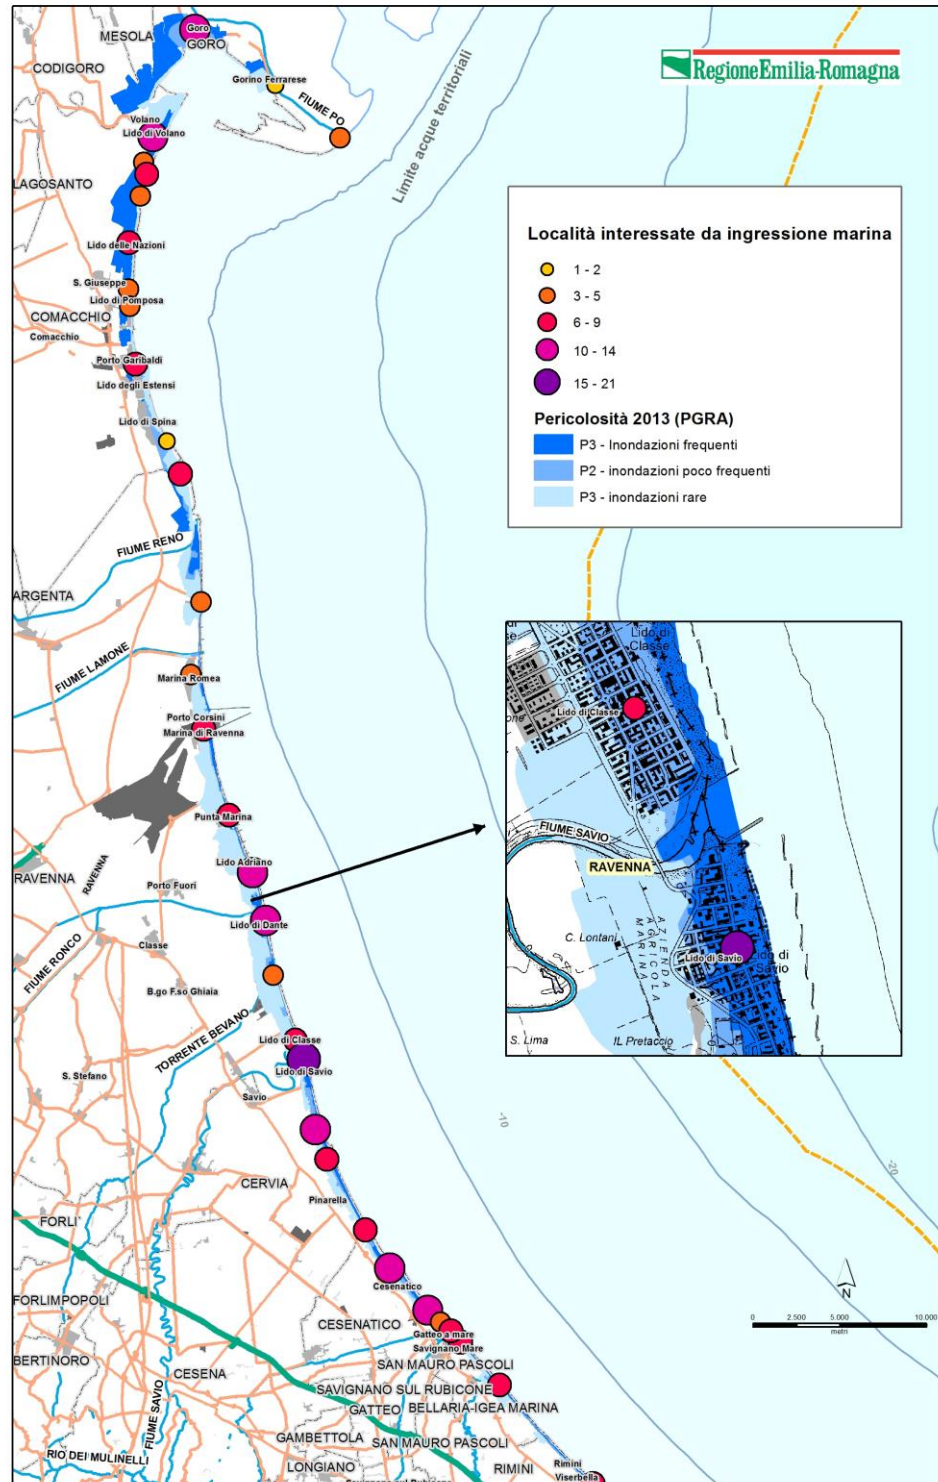 MESOLA
Goro
GORO
CODIGORO
Gorino Ferrarese
FIUME PO
Volano
Lido di Volano
LAGOSANTO
Lido delle Nazioni
S. Giuseppe
Lido di Pomposa
COMACCHIO
Comacchio
Porto Garibaldi
Lido degli Estensi
Lido di Spina
FIUME RENO
ARGENTA
FIUME LAMONE
Marina Romea
Porto Corsini
Marina di Ravenna
Punta Marina
Lido Adriano
RAVENNA
RAVENNA
Porto Fuori
Lido di Dante
FIUME RONCO
Classe
B.go F.so Ghiaia
TORRENTE BEVANO
Lido di Classe
Lido di Savio
S. Stefano
Savio
CERVIA
Pinarella
FORLI'
FORLIMPOPOLI
Cesenatico
CESENATICO
BERTINORO
CESENA
FIUME SAVIO
Gatteo a mare
Savignano Mare
SAN MAURO PASCOLI
SAVIGNANO SUL RUBICONE
GATTEO
BELLARIA-IGEA MARINA
GAMBETTOLA
SAN MAURO PASCOLI
RIO DEI MULINELLI
LONGIANO
RIMINI
Rimini
Viserbella
Limite acque territoriali
-10
-20
RegioneEmilia-Romagna
Località interessate da ingressione marina
1 - 2
3 - 5
6 - 9
10 - 14
15 - 21
Pericolosità 2013 (PGRA)
P3 - Inondazioni frequenti
P2 - inondazioni poco frequenti
P3 - inondazioni rare
Lido di
Classe
Lido di Classe
FIUME SAVIO
RAVENNA
C. Lontani
AZIENDA
AGRICOLA
MARINA
Lido di Savio
Lido di
Savio
S. Lima
IL Pretaccio
N
0 2.500 5.000 10.000
metri